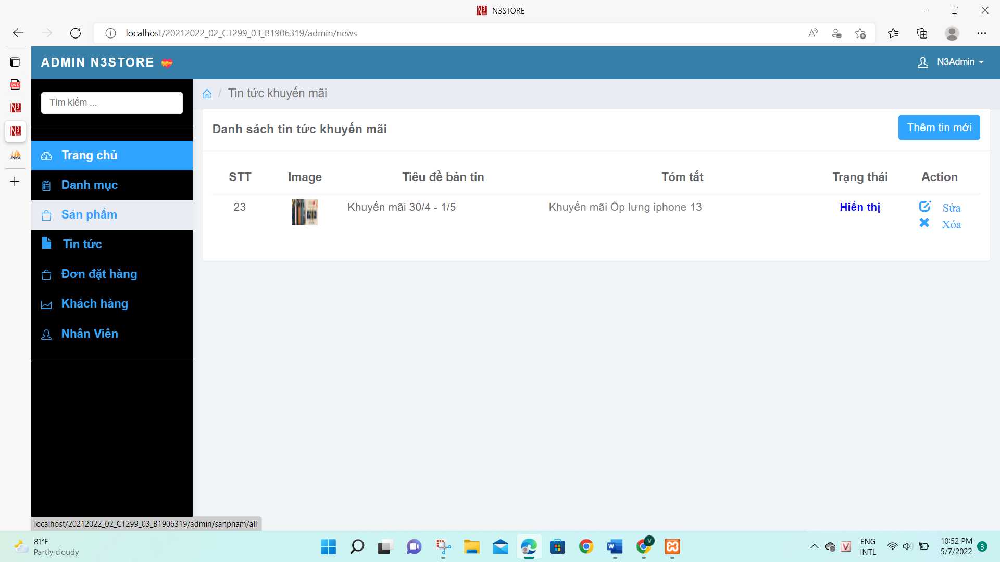 N3STORE
localhost/20212022_02_CT299_03_B1906319/admin/news
ADMIN N3STORE
N3Admin
Tìm kiếm ...
Tin tức khuyến mãi
Danh sách tin tức khuyến mãi
Thêm tin mới
Trang chủ
Danh mục
Sản phẩm
Tin tức
Đơn đặt hàng
Khách hàng
Nhân Viên
STT Image Tiêu đề bản tin Tóm tắt Trạng thái Action
23 Khuyến mãi 30/4 - 1/5 Khuyến mãi Ốp lưng iphone 13 Hiển thị Sửa
Xóa
localhost/20212022_02_CT299_03_B1906319/admin/sanpham/all
81°F
Partly cloudy
ENG
INTL
10:52 PM
5/7/2022
3